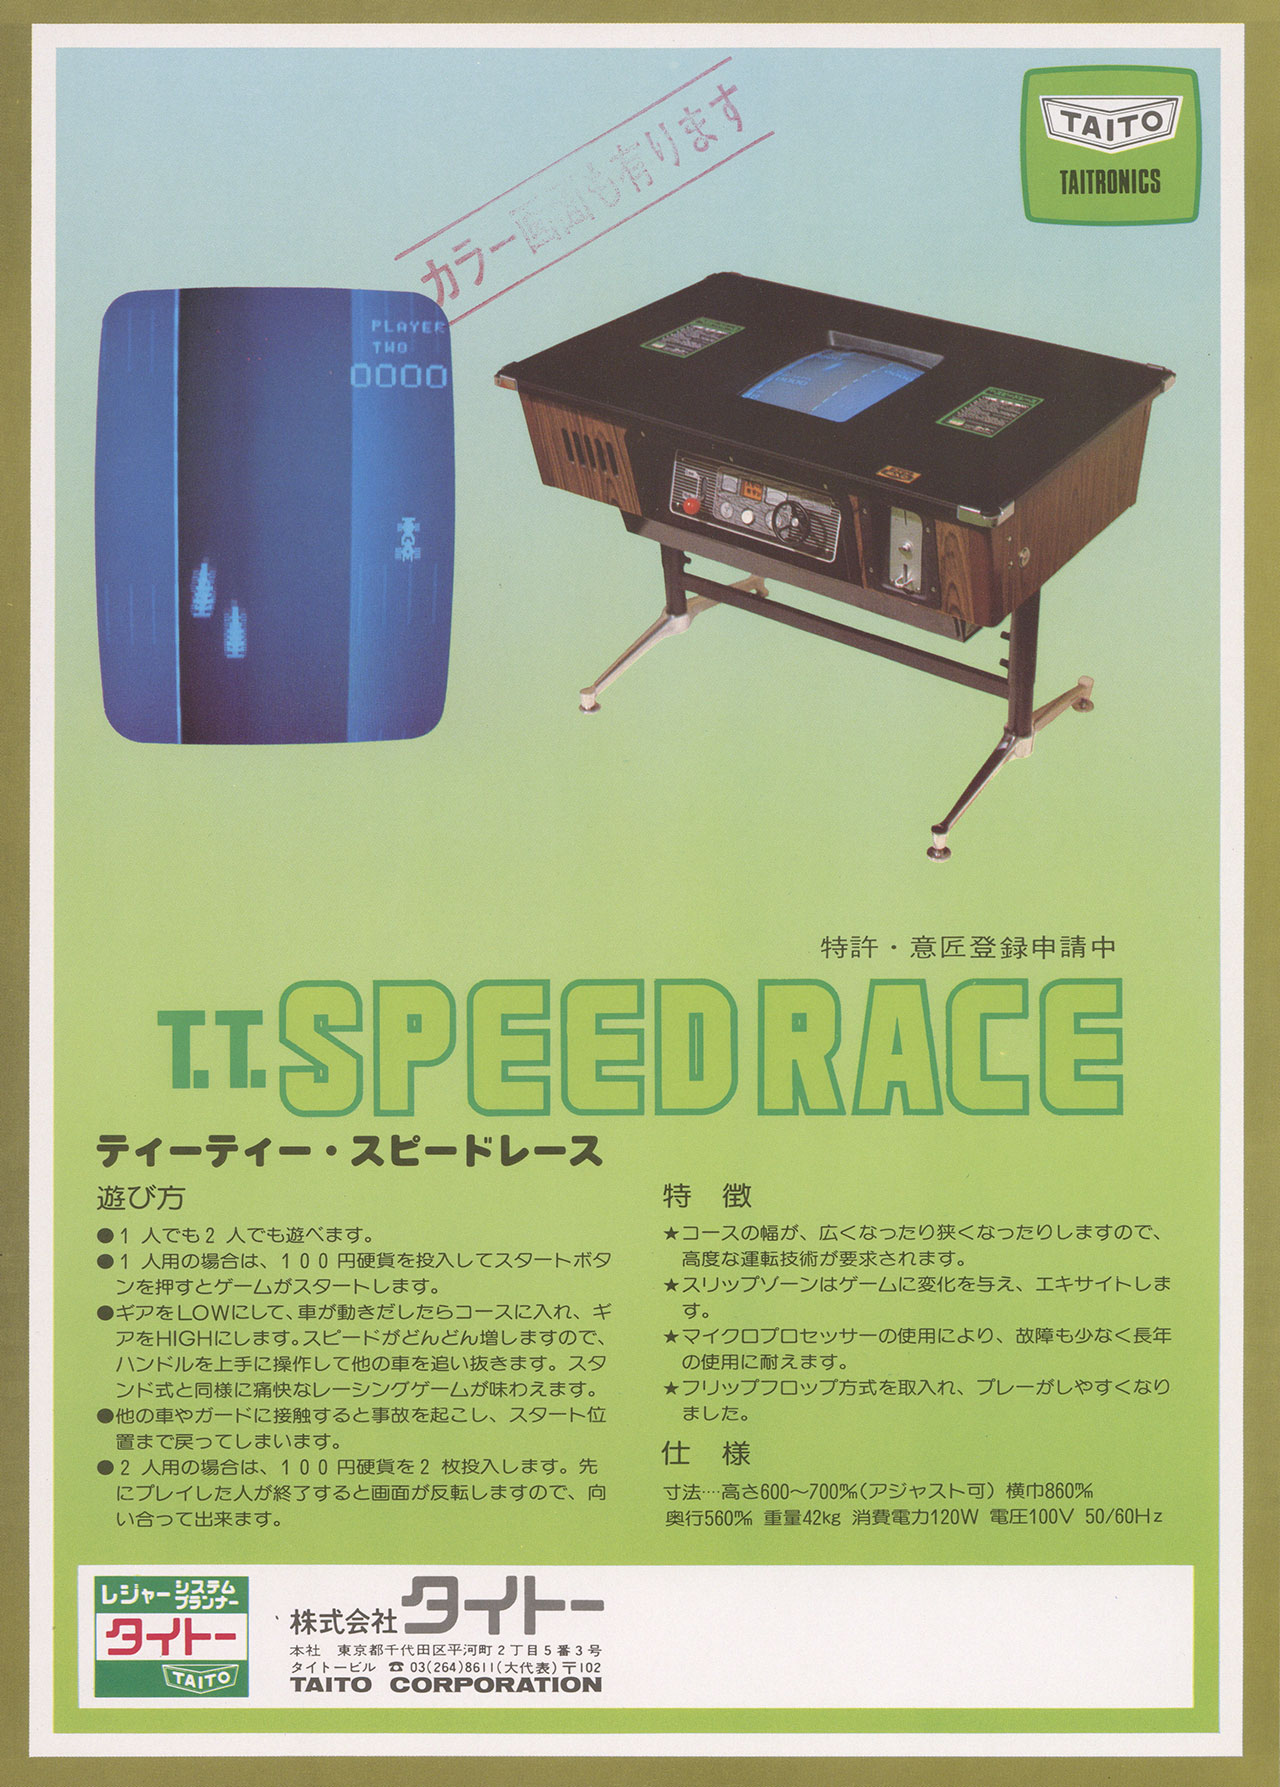 カラー画面も有ります
TAITO
TAITRONICS
PLAYER
TWO
0000
特許・意匠登録申請中
T.T. SPEED RACE
ティーティー・スピードレース
遊び方
●1人でも2人でも遊べます。
●1人用の場合は、100円硬貨を投入してスタートボタ
ンを押すとゲームがスタートします。
●ギアをLOWにして、車が動きだしたらコースに入れ、ギ
アをHIGHにします。スピードがどんどん増しますので、
ハンドルを上手に操作して他の車を追い抜きます。スタ
ンド式と同様に痛快なレーシングゲームが味わえます。
●他の車やガードに接触すると事故を起こし、スタート位
置まで戻ってしまいます。
●2人用の場合は、100円硬貨を2枚投入します。先
にプレイした人が終了すると画面が反転しますので、向
い合って出来ます。
特 徴
★コースの幅が、広くなったり狭くなったりしますので、
高度な運転技術が要求されます。
★スリップゾーンはゲームに変化を与え、エキサイトしま
す。
★マイクロプロセッサーの使用により、故障も少なく長年
の使用に耐えます。
★フリップフロップ方式を取入れ、プレーがしやすくなり
ました。
仕 様
寸法‥‥高さ600〜700㎜(アジャスト可) 横巾860㎜
奥行560㎜ 重量42kg 消費電力120W 電圧100V 50/60Hz
レジャーシステムプランナー
タイトー
TAITO
株式会社タイトー
本社 東京都千代田区平河町2丁目5番3号
タイトービル ☎03(264)8611(大代表)〒102
TAITO CORPORATION